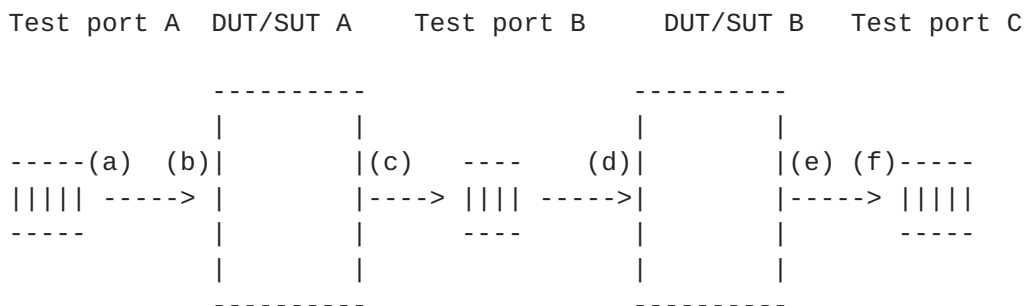 Test port A  DUT/SUT A    Test port B     DUT/SUT B   Test port C

              ----------                  ----------
              |        |                  |        |
-----(a)  (b)|         |(c)   ----    (d)|         |(e) (f)-----
||||| -----> |         |----> |||| ----->|         |-----> |||||
-----         |        |      ----        |        |       -----
              |        |                  |        |
              ----------                  ----------